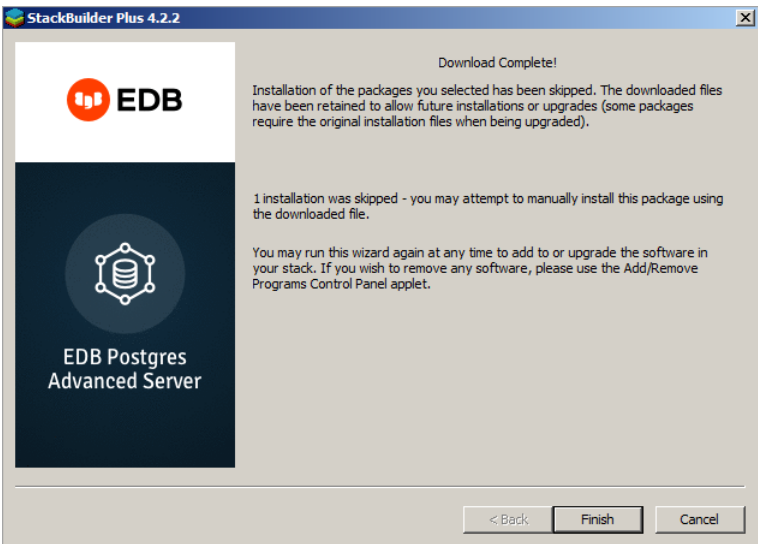 StackBuilder Plus 4.2.2
EDB
EDB Postgres
Advanced Server
Download Complete!
Installation of the packages you selected has been skipped. The downloaded files
have been retained to allow future installations or upgrades (some packages
require the original installation files when being upgraded).
1 installation was skipped - you may attempt to manually install this package using
the downloaded file.
You may run this wizard again at any time to add to or upgrade the software in
your stack. If you wish to remove any software, please use the Add/Remove
Programs Control Panel applet.
< Back
Finish
Cancel